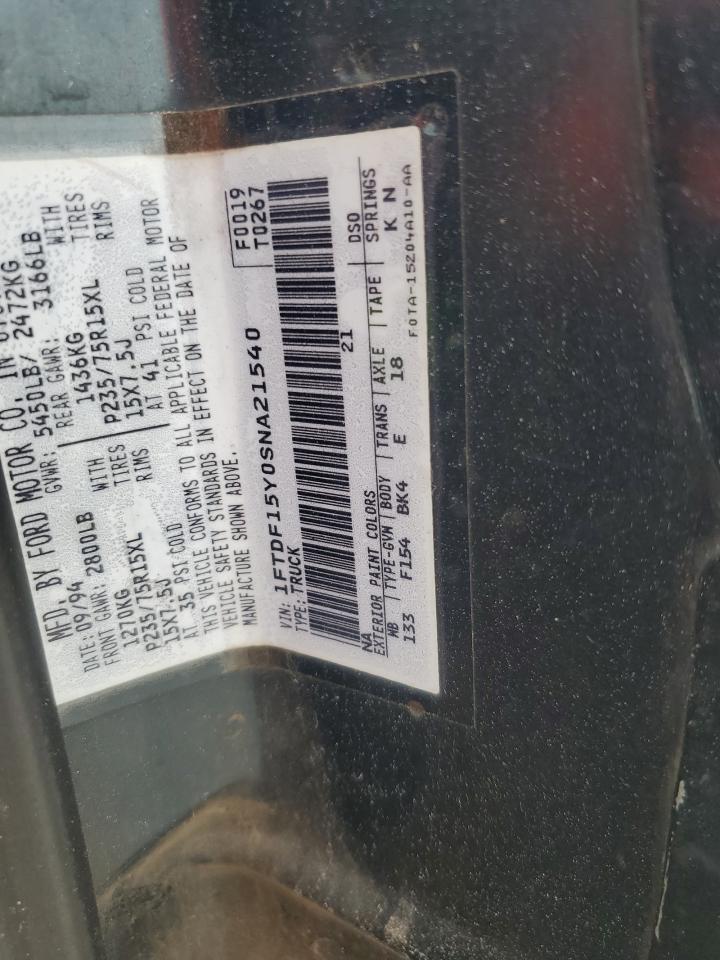 MFD. BY FORD MOTOR CO. IN
DATE: 09/94 GVWR: 5450LB/ 2472KG
FRONT GAWR: 2800LB REAR GAWR: 3166LB
1270KG WITH 1436KG WITH
P235/75R15XL TIRES P235/75R15XL TIRES
15X7.5J RIMS 15X7.5J RIMS
AT 35 PSI COLD AT 41 PSI COLD
THIS VEHICLE CONFORMS TO ALL APPLICABLE FEDERAL MOTOR
VEHICLE SAFETY STANDARDS IN EFFECT ON THE DATE OF
MANUFACTURE SHOWN ABOVE.
F0019
T0267
VIN: 1FTDF15Y0SNA21540
TYPE: TRUCK
21
NA
EXTERIOR PAINT COLORS DSO
WB TYPE-GVW BODY TRANS AXLE TAPE SPRINGS
133 F154 BK4 E 18 K N
F0TA-15204A10-AA